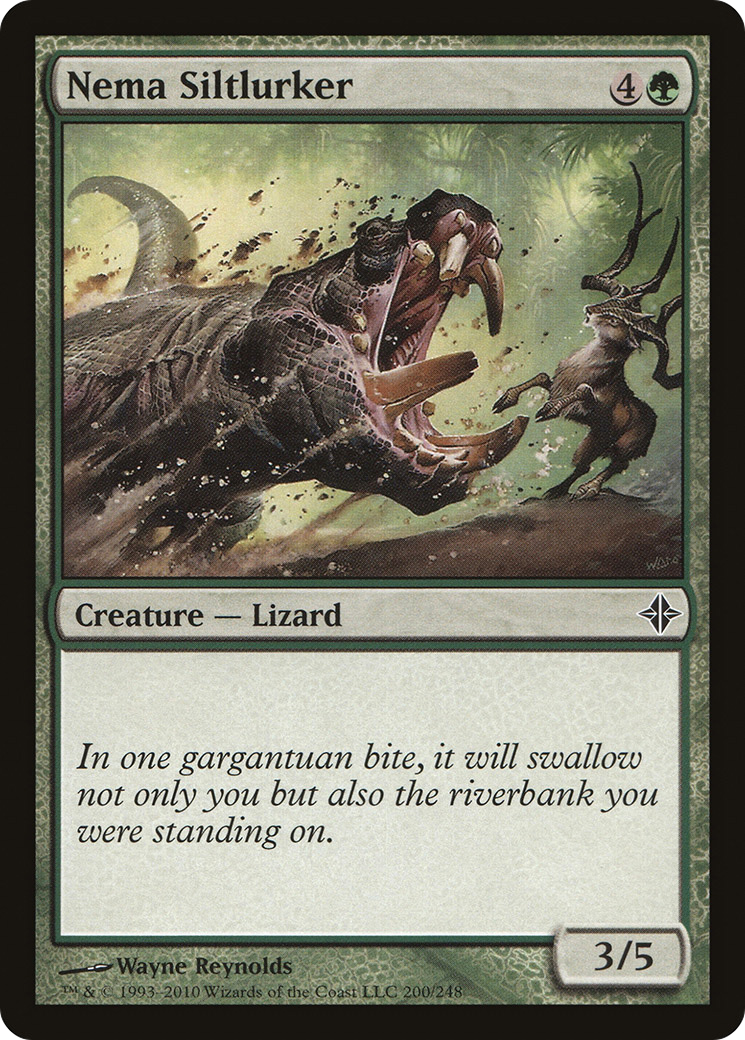 Nema Siltlurker 4
Creature — Lizard
In one gargantuan bite, it will swallow
not only you but also the riverbank you
were standing on.
3/5
Wayne Reynolds
™ & © 1993–2010 Wizards of the Coast LLC 200/248